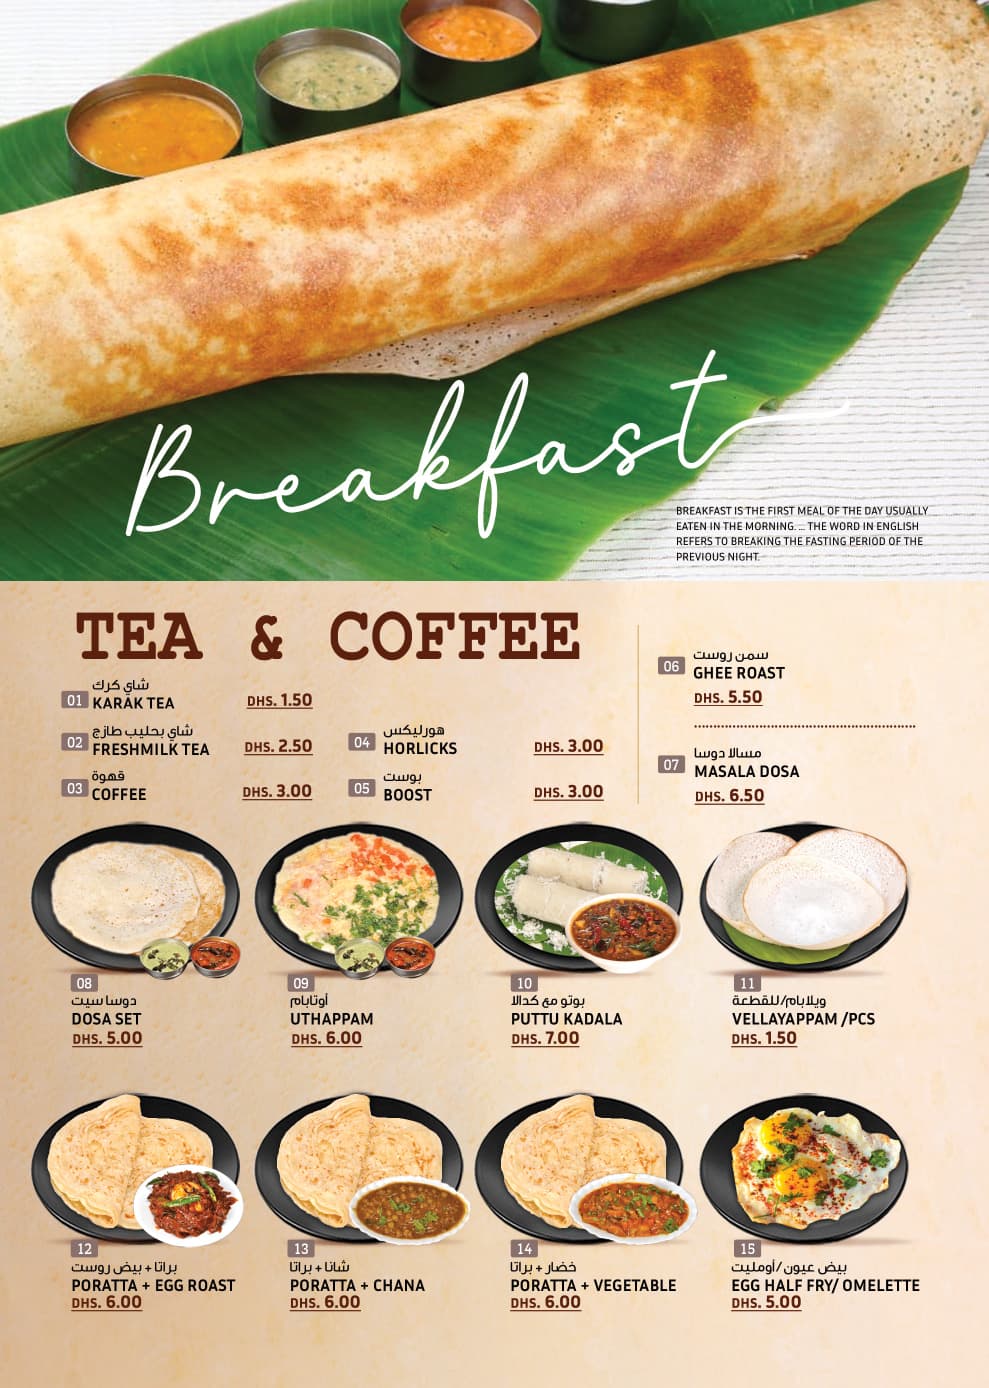 Breakfast
BREAKFAST IS THE FIRST MEAL OF THE DAY USUALLY
EATEN IN THE MORNING. ... THE WORD IN ENGLISH
REFERS TO BREAKING THE FASTING PERIOD OF THE
PREVIOUS NIGHT.
TEA & COFFEE
شاي كرك
01 KARAK TEA DHS. 1.50
شاي بحليب طازج
02 FRESHMILK TEA DHS. 2.50
قهوة
03 COFFEE DHS. 3.00
هورليكس
04 HORLICKS DHS. 3.00
بوست
05 BOOST DHS. 3.00
سمن روست
06 GHEE ROAST
DHS. 5.50
مسالا دوسا
07 MASALA DOSA
DHS. 6.50
08
دوسا سيت
DOSA SET
DHS. 5.00
09
أوتابام
UTHAPPAM
DHS. 6.00
10
بوتو مع كدالا
PUTTU KADALA
DHS. 7.00
11
ويلابام/للقطعة
VELLAYAPPAM /PCS
DHS. 1.50
12
براتا + بيض روست
PORATTA + EGG ROAST
DHS. 6.00
13
شانا + براتا
PORATTA + CHANA
DHS. 6.00
14
خضار + براتا
PORATTA + VEGETABLE
DHS. 6.00
15
بيض عيون/أومليت
EGG HALF FRY/ OMELETTE
DHS. 5.00